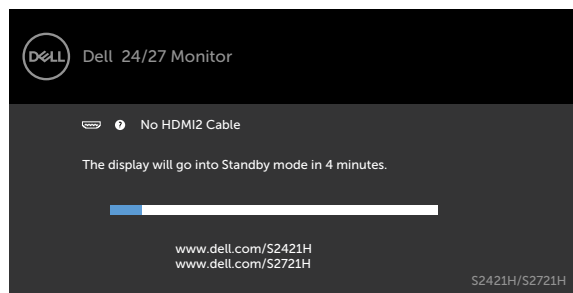 DELL
Dell 24/27 Monitor
? No HDMI2 Cable
The display will go into Standby mode in 4 minutes.
www.dell.com/S2421H
www.dell.com/S2721H
S2421H/S2721H